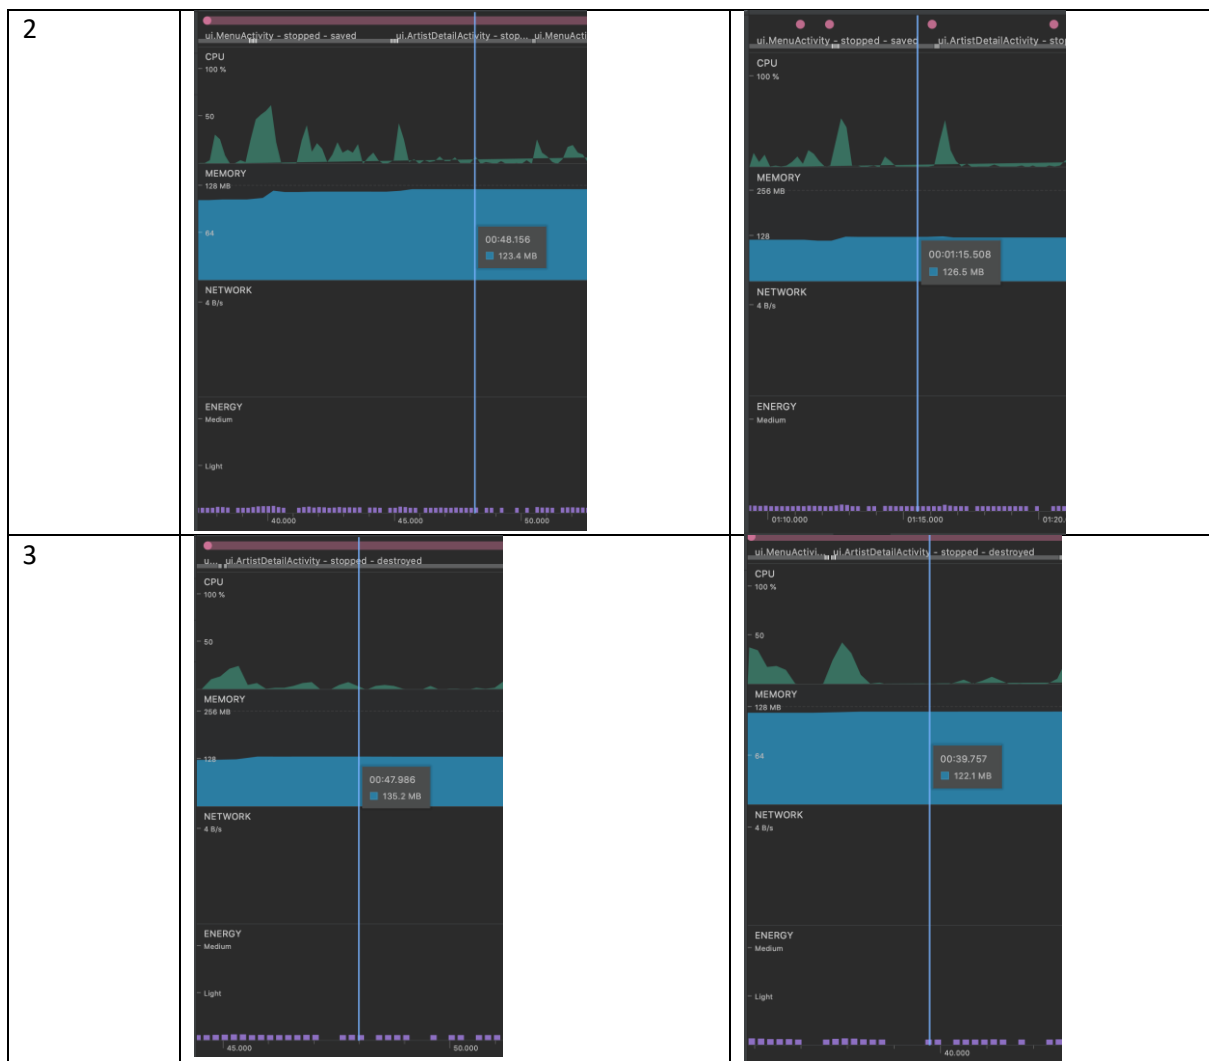 2
ui.MenuActivity - stopped - saved
ui.ArtistDetailActivity - stop...
ui.MenuActi
CPU
100 %
50
MEMORY
128 MB
64
00:48.156
123.4 MB
NETWORK
4 B/s
ENERGY
Medium
Light
40.000
45.000
50.000
ui.MenuActivity - stopped - saved
ui.ArtistDetailActivity - stop
CPU
100 %
MEMORY
256 MB
128
00:01:15.508
126.5 MB
NETWORK
4 B/s
ENERGY
Medium
Light
01:10.000
01:15.000
01:20.
3
u...
ui.ArtistDetailActivity - stopped - destroyed
CPU
100 %
50
MEMORY
256 MB
128
00:47.986
135.2 MB
NETWORK
4 B/s
ENERGY
Medium
Light
45.000
50.000
ui.MenuActivi...
ui.ArtistDetailActivity - stopped - destroyed
CPU
100 %
50
MEMORY
128 MB
64
00:39.757
122.1 MB
NETWORK
4 B/s
ENERGY
Medium
Light
40.000